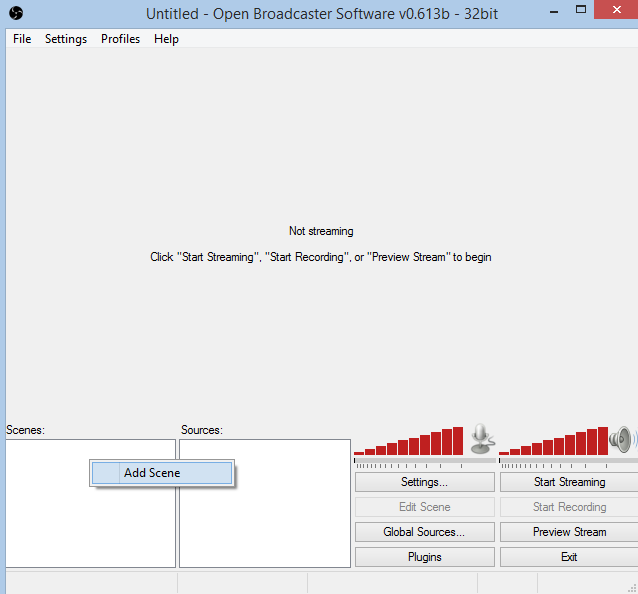 Untitled - Open Broadcaster Software v0.613b - 32bit
File Settings Profiles Help
Not streaming
Click "Start Streaming", "Start Recording", or "Preview Stream" to begin
Scenes: Sources:
Add Scene
Settings... Start Streaming
Edit Scene Start Recording
Global Sources... Preview Stream
Plugins Exit